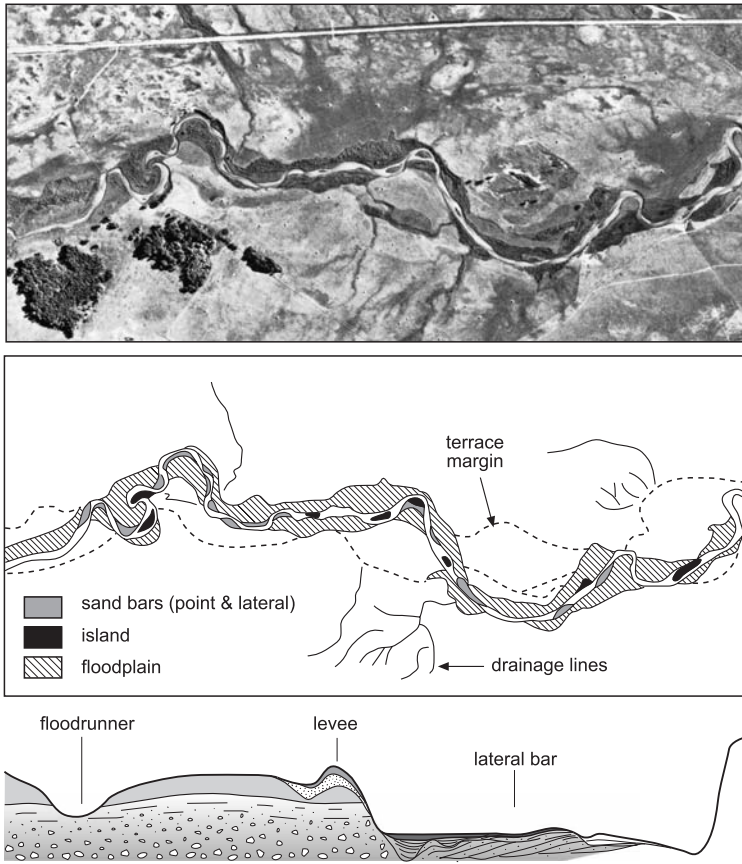 terrace
margin
sand bars (point & lateral)
island
floodplain
drainage lines
floodrunner
levee
lateral bar